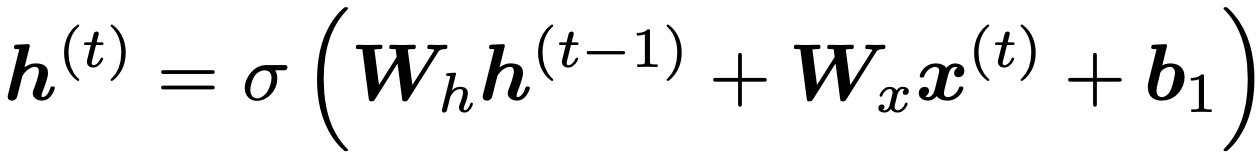 𝒉^{(t)} = σ(𝑾_h 𝒉^{(t−1)} + 𝑾_x 𝒙^{(t)} + 𝒃_1)